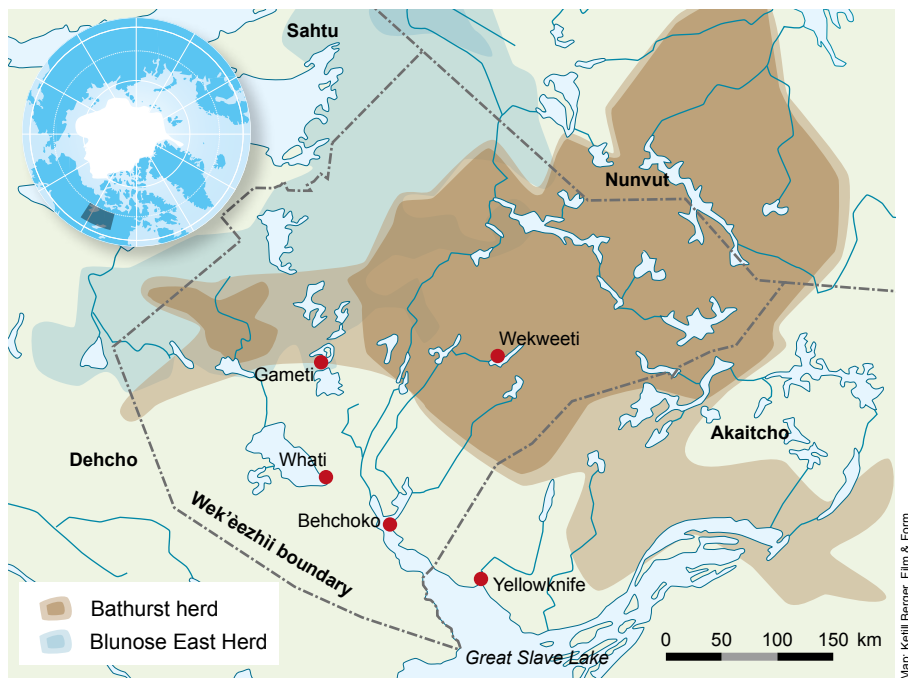 Sahtu
Nunvut
Wekweeti
Gameti
Akaitcho
Dehcho
Whati
Wek'èezhii boundary
Behchoko
Yellowknife
Bathurst herd
Blunose East Herd
Great Slave Lake
0 50 100 150 km
Map: Ketill Berger, Film & Form